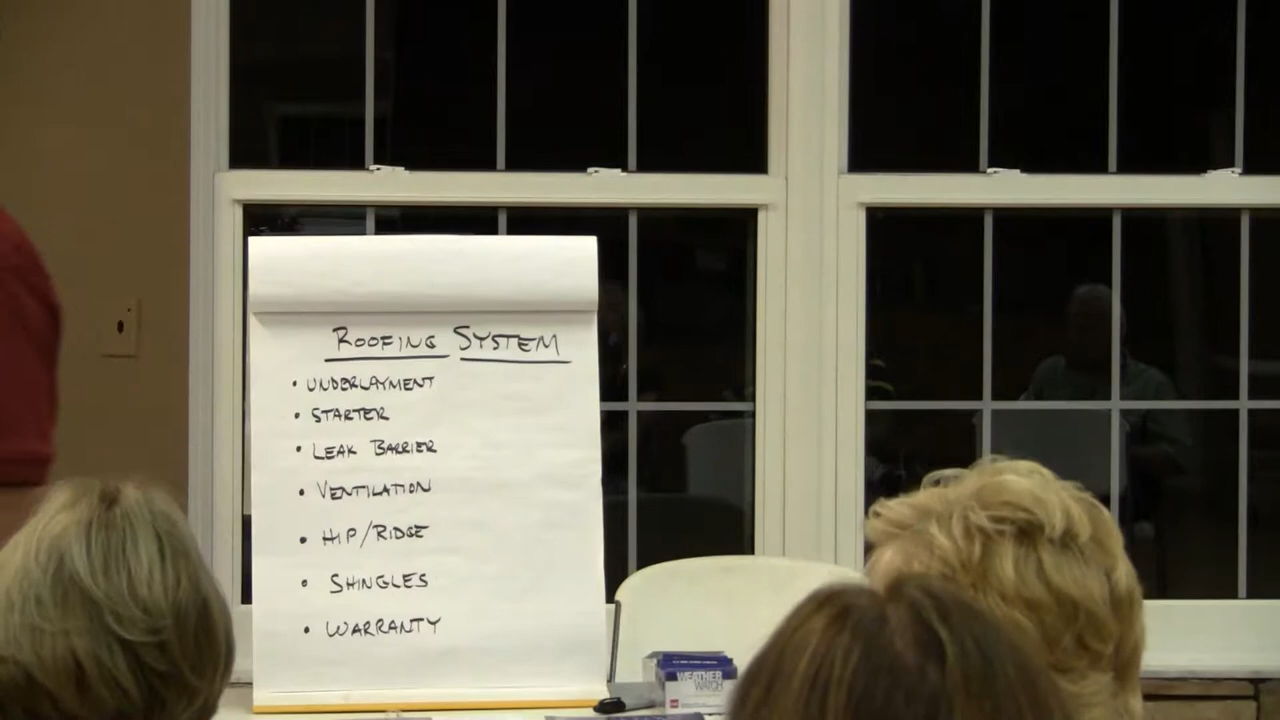 ROOFING SYSTEM
• UNDERLAYMENT
• STARTER
• LEAK BARRIER
• VENTILATION
• HIP/RIDGE
• SHINGLES
• WARRANTY
WEATHER
WATCH